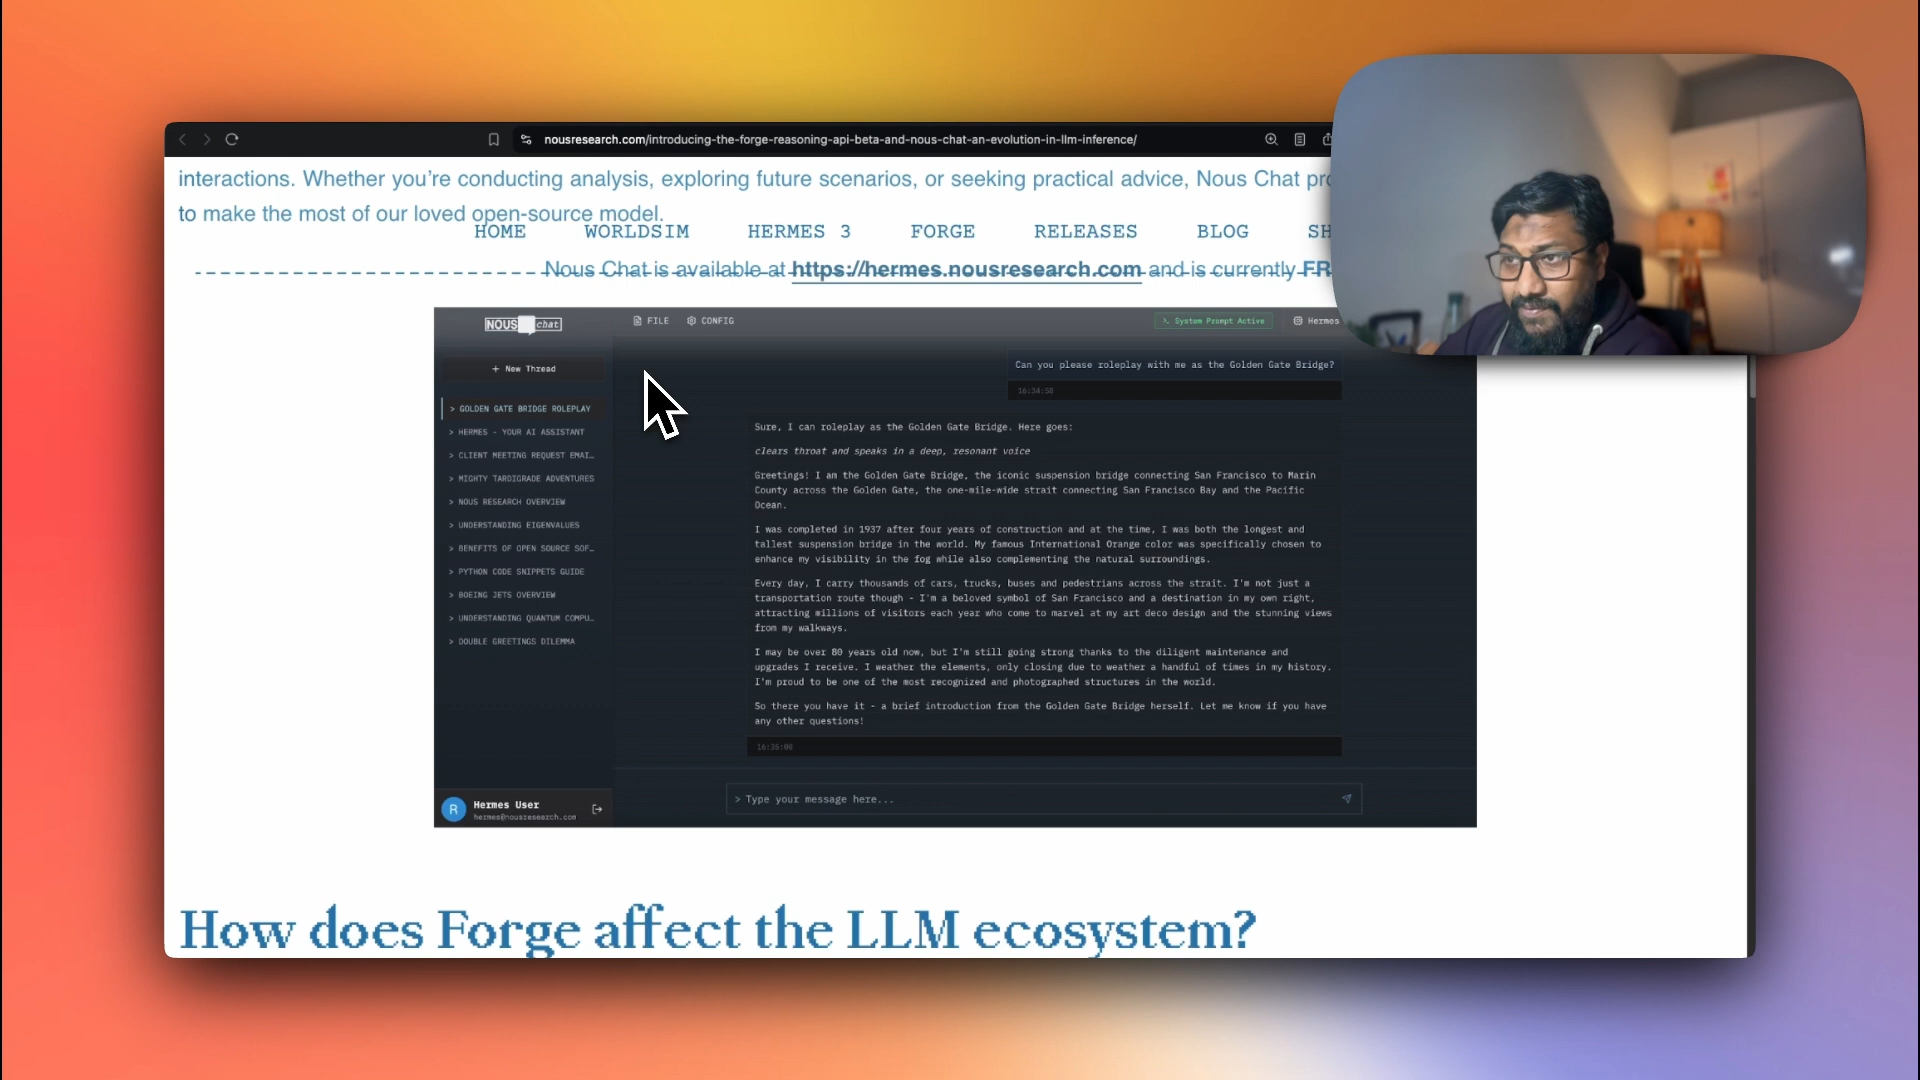 nousresearch.com/introducing-the-forge-reasoning-api-beta-and-nous-chat-an-evolution-in-llm-inference/
interactions. Whether you're conducting analysis, exploring future scenarios, or seeking practical advice, Nous Chat
to make the most of our loved open-source model.
HOME WORLDSIM HERMES 3 FORGE RELEASES BLOG
Nous Chat is available at https://hermes.nousresearch.com and is currently
NOUS chat
FILE CONFIG
>_ System Prompt Active
Hermes
+ New Thread
> GOLDEN GATE BRIDGE ROLEPLAY
> HERMES - YOUR AI ASSISTANT
> CLIENT MEETING REQUEST EMAI…
> MIGHTY TARDIGRADE ADVENTURES
> NOUS RESEARCH OVERVIEW
> UNDERSTANDING EIGENVALUES
> BENEFITS OF OPEN SOURCE SOF…
> PYTHON CODE SNIPPETS GUIDE
> BOEING JETS OVERVIEW
> UNDERSTANDING QUANTUM COMPU…
> DOUBLE GREETINGS DILEMMA
R
Hermes User
hermes@nousresearch.com
Can you please roleplay with me as the Golden Gate Bridge?
16:34:58
Sure, I can roleplay as the Golden Gate Bridge. Here goes:
clears throat and speaks in a deep, resonant voice
Greetings! I am the Golden Gate Bridge, the iconic suspension bridge connecting San Francisco to Marin
County across the Golden Gate, the one-mile-wide strait connecting San Francisco Bay and the Pacific
Ocean.
I was completed in 1937 after four years of construction and at the time, I was both the longest and
tallest suspension bridge in the world. My famous International Orange color was specifically chosen to
enhance my visibility in the fog while also complementing the natural surroundings.
Every day, I carry thousands of cars, trucks, buses and pedestrians across the strait. I'm not just a
transportation route though - I'm a beloved symbol of San Francisco and a destination in my own right,
attracting millions of visitors each year who come to marvel at my art deco design and the stunning views
from my walkways.
I may be over 80 years old now, but I'm still going strong thanks to the diligent maintenance and
upgrades I receive. I weather the elements, only closing due to weather a handful of times in my history.
I'm proud to be one of the most recognized and photographed structures in the world.
So there you have it - a brief introduction from the Golden Gate Bridge herself. Let me know if you have
any other questions!
16:35:00
> Type your message here...
How does Forge affect the LLM ecosystem?